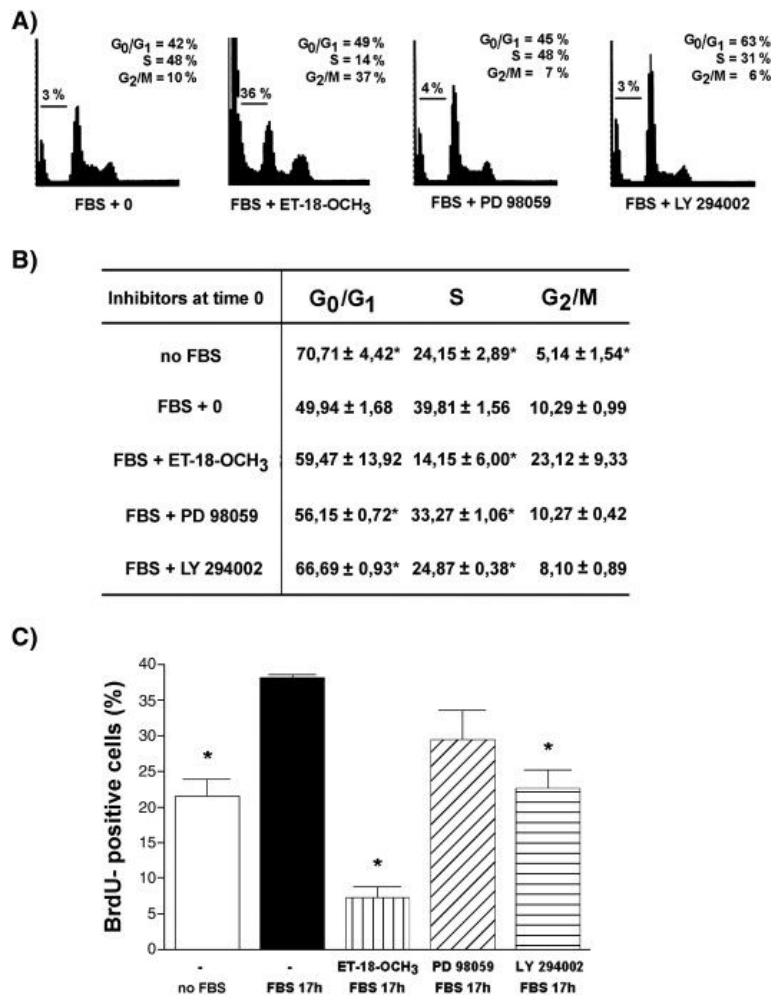 A)
G0/G1 = 42 %
S = 48 %
G2/M = 10 %
3 %
FBS + 0
G0/G1 = 49 %
S = 14 %
G2/M = 37 %
36 %
FBS + ET-18-OCH3
G0/G1 = 45 %
S = 48 %
G2/M = 7 %
4 %
FBS + PD 98059
G0/G1 = 63 %
S = 31 %
G2/M = 6 %
3 %
FBS + LY 294002
B)
Inhibitors at time 0 G0/G1 S G2/M
no FBS 70,71 ± 4,42* 24,15 ± 2,89* 5,14 ± 1,54*
FBS + 0 49,94 ± 1,68 39,81 ± 1,56 10,29 ± 0,99
FBS + ET-18-OCH3 59,47 ± 13,92 14,15 ± 6,00* 23,12 ± 9,33
FBS + PD 98059 56,15 ± 0,72* 33,27 ± 1,06* 10,27 ± 0,42
FBS + LY 294002 66,69 ± 0,93* 24,87 ± 0,38* 8,10 ± 0,89
C)
BrdU- positive cells (%)
40
35
30
25
20
15
10
5
0
* * *
- - ET-18-OCH3 PD 98059 LY 294002
no FBS FBS 17h FBS 17h FBS 17h FBS 17h